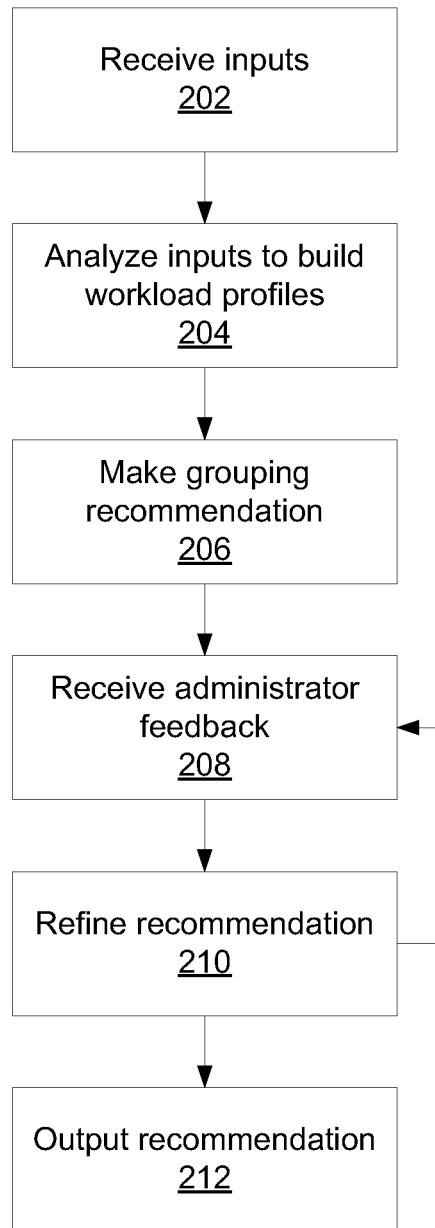 Receive inputs
202
Analyze inputs to build
workload profiles
204
Make grouping
recommendation
206
Receive administrator
feedback
208
Refine recommendation
210
Output recommendation
212